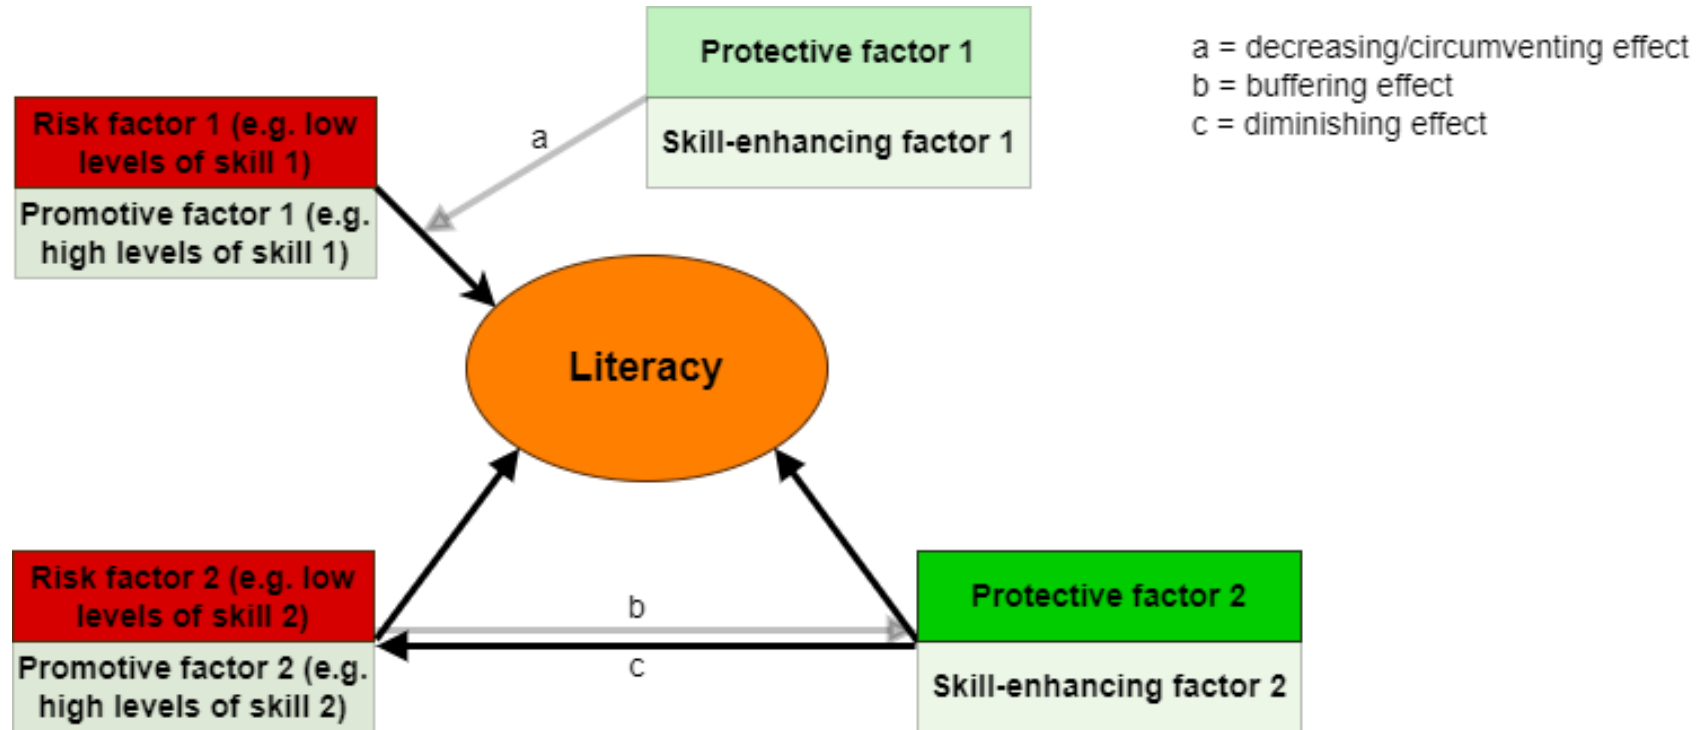 Protective factor 1
Skill-enhancing factor 1
a = decreasing/circumventing effect
b = buffering effect
c = diminishing effect
Risk factor 1 (e.g. low
levels of skill 1)
Promotive factor 1 (e.g.
high levels of skill 1)
a
Literacy
Risk factor 2 (e.g. low
levels of skill 2)
Promotive factor 2 (e.g.
high levels of skill 2)
b
c
Protective factor 2
Skill-enhancing factor 2